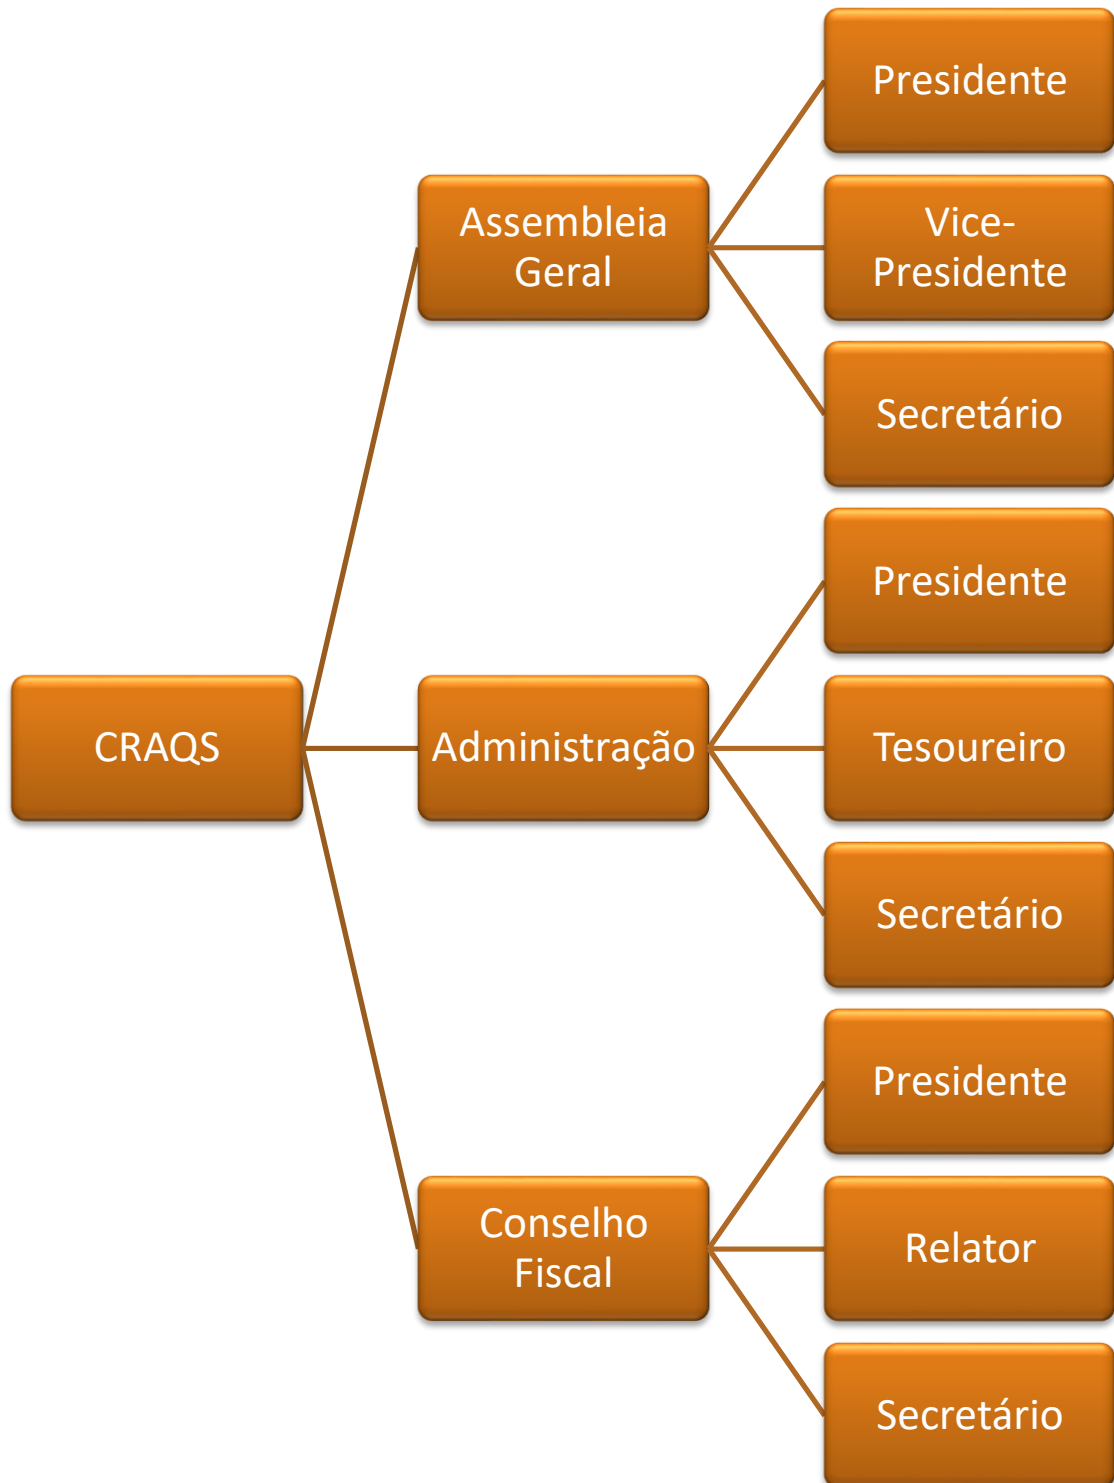 CRAQS
Assembleia
Geral
Presidente
Vice-
Presidente
Secretário
Administração
Presidente
Tesoureiro
Secretário
Conselho
Fiscal
Presidente
Relator
Secretário